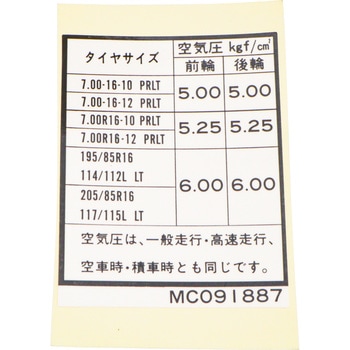 タイヤサイズ 空気圧 kgf/cm²
前輪 後輪
7.00-16-10 PRLT 5.00 5.00
7.00-16-12 PRLT
7.00R16-10 PRLT 5.25 5.25
7.00R16-12 PRLT
195/85R16
114/112L LT 6.00 6.00
205/85R16
117/115L LT
空気圧は、一般走行・高速走行、
空車時・積車時とも同じです。
MC091887